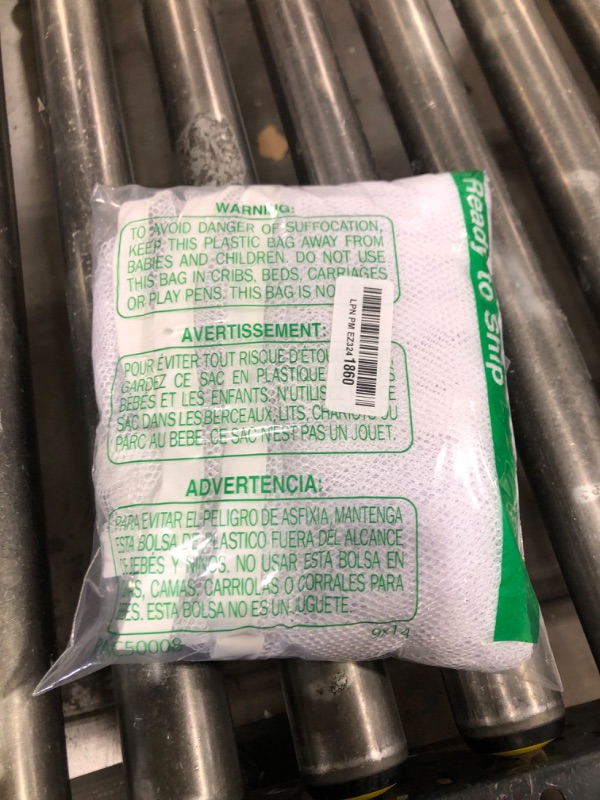 WARNING:
TO AVOID DANGER OF SUFFOCATION,
KEEP THIS PLASTIC BAG AWAY FROM
BABIES AND CHILDREN. DO NOT USE
THIS BAG IN CRIBS, BEDS, CARRIAGES
OR PLAY PENS. THIS BAG IS NO
AVERTISSEMENT:
POUR ÉVITER TOUT RISQUE D'ÉTOU
GARDEZ CE SAC EN PLASTIQUE
BÉBÉS ET LES ENFANTS. N'UTILIS
SAC DANS LES BERCEAUX, LITS, CHARIOTS OU
PARC AU BEBE. CE SAC N'EST PAS UN JOUET.
ADVERTENCIA:
PARA EVITAR EL PELIGRO DE ASFIXIA, MANTENGA
ESTA BOLSA DE PLASTICO FUERA DEL ALCANCE
BEBES Y NIÑOS. NO USAR ESTA BOLSA EN
CAMAS, CARRIOLAS O CORRALES PARA
ESTA BOLSA NO ES UN JUGUETE.
C50008
9x14
Ready to Ship
LPN PM EZ3241860